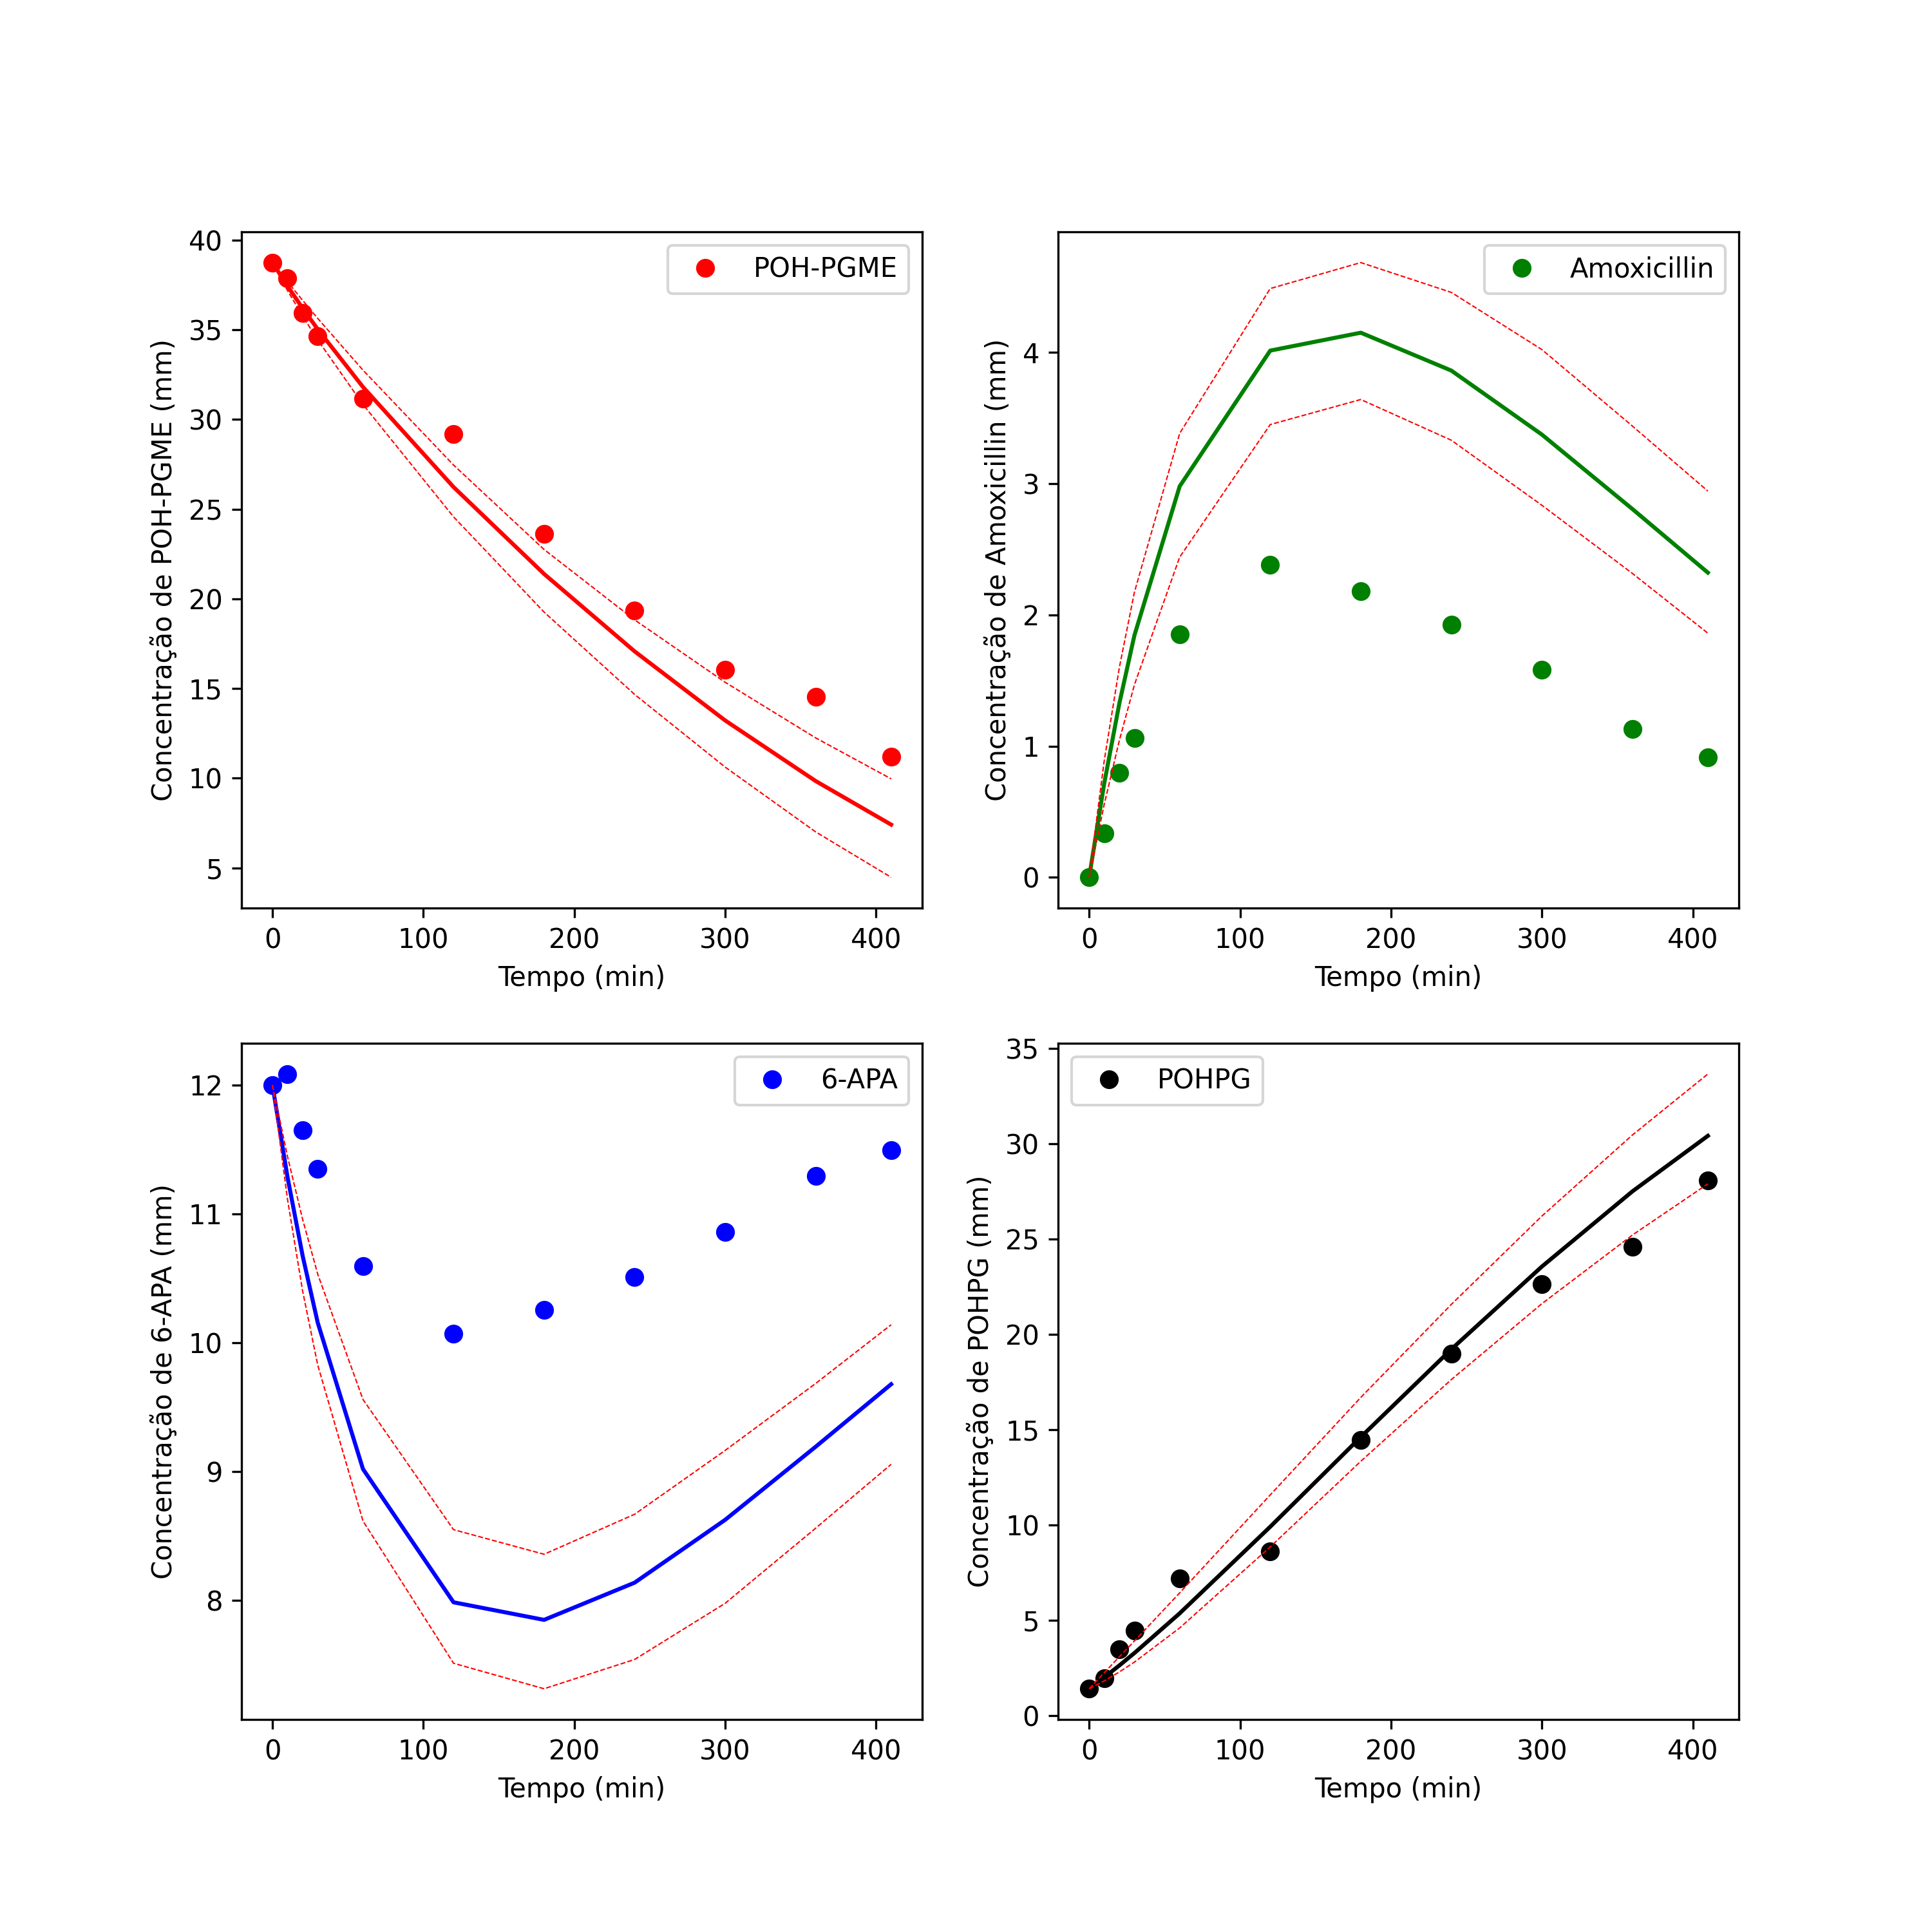 40
35
30
25
20
15
10
5
Concentração de POH-PGME (mm)
POH-PGME
0 100 200 300 400
Tempo (min)
4
3
2
1
0
Concentração de Amoxicillin (mm)
Amoxicillin
0 100 200 300 400
Tempo (min)
12
11
10
9
8
Concentração de 6-APA (mm)
6-APA
0 100 200 300 400
Tempo (min)
35
30
25
20
15
10
5
0
Concentração de POHPG (mm)
POHPG
0 100 200 300 400
Tempo (min)